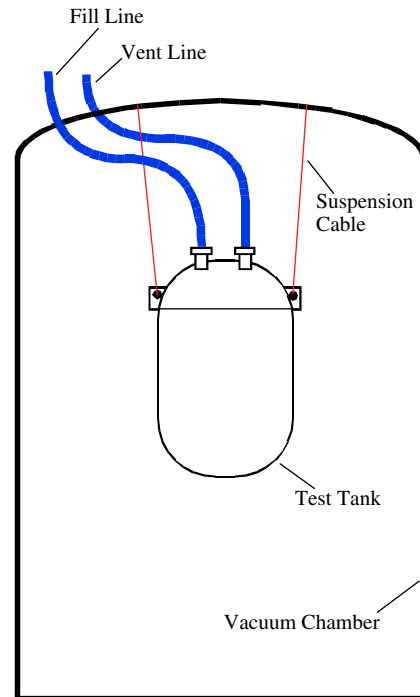 Fill Line
Vent Line
Suspension
Cable
Test Tank
Vacuum Chamber